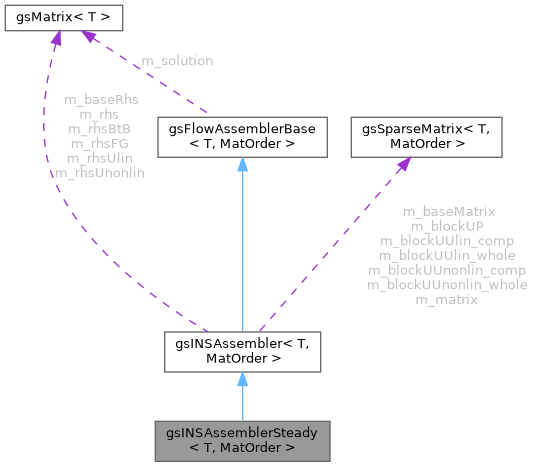 gsMatrix< T >
m_solution
m_baseRhs
m_rhs
m_rhsBtB
m_rhsFG
m_rhsUlin
m_rhsUnonlin
gsFlowAssemblerBase
< T, MatOrder >
gsSparseMatrix< T,
MatOrder >
m_baseMatrix
m_blockUP
m_blockUUlin_comp
m_blockUUlin_whole
m_blockUUnonlin_comp
m_blockUUnonlin_whole
m_matrix
gsINSAssembler< T,
MatOrder >
gsINSAssemblerSteady
< T, MatOrder >